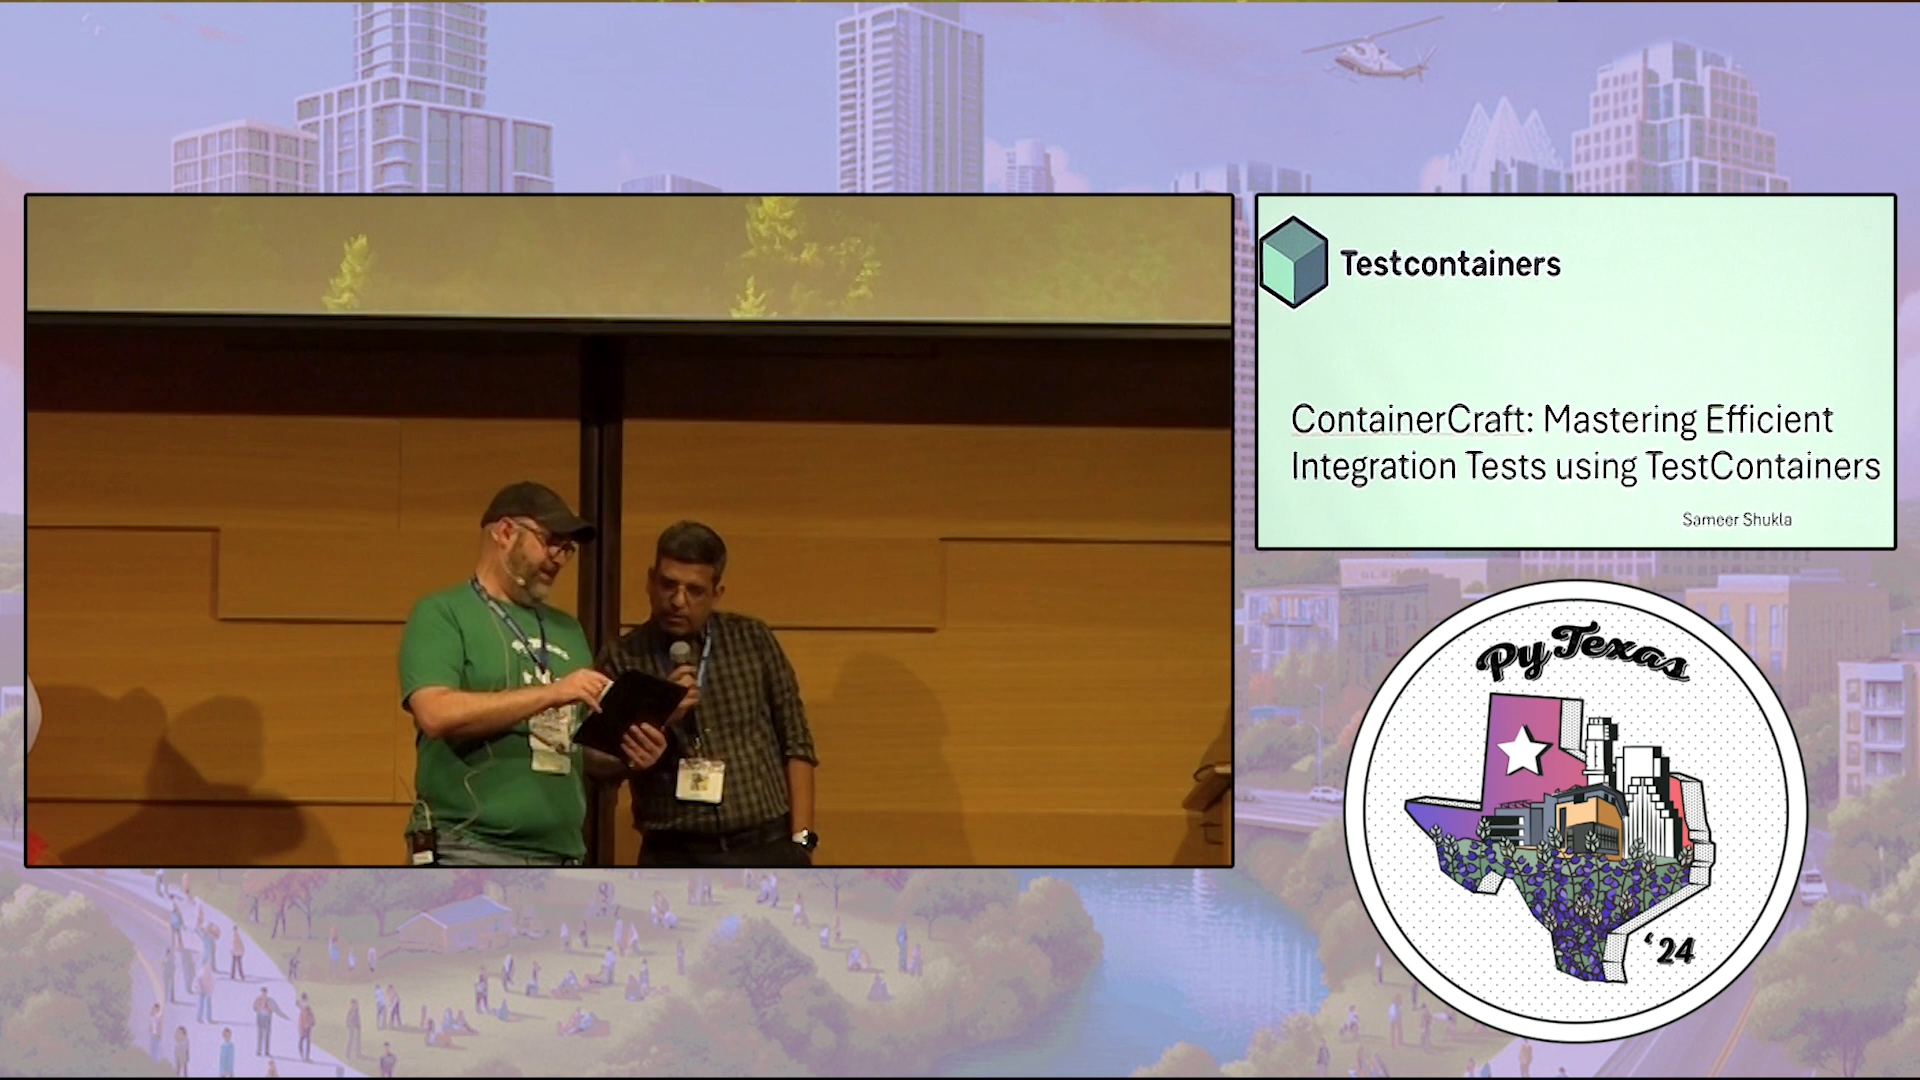 Testcontainers
ContainerCraft: Mastering Efficient
Integration Tests using TestContainers
Sameer Shukla
PyTexas
‘24